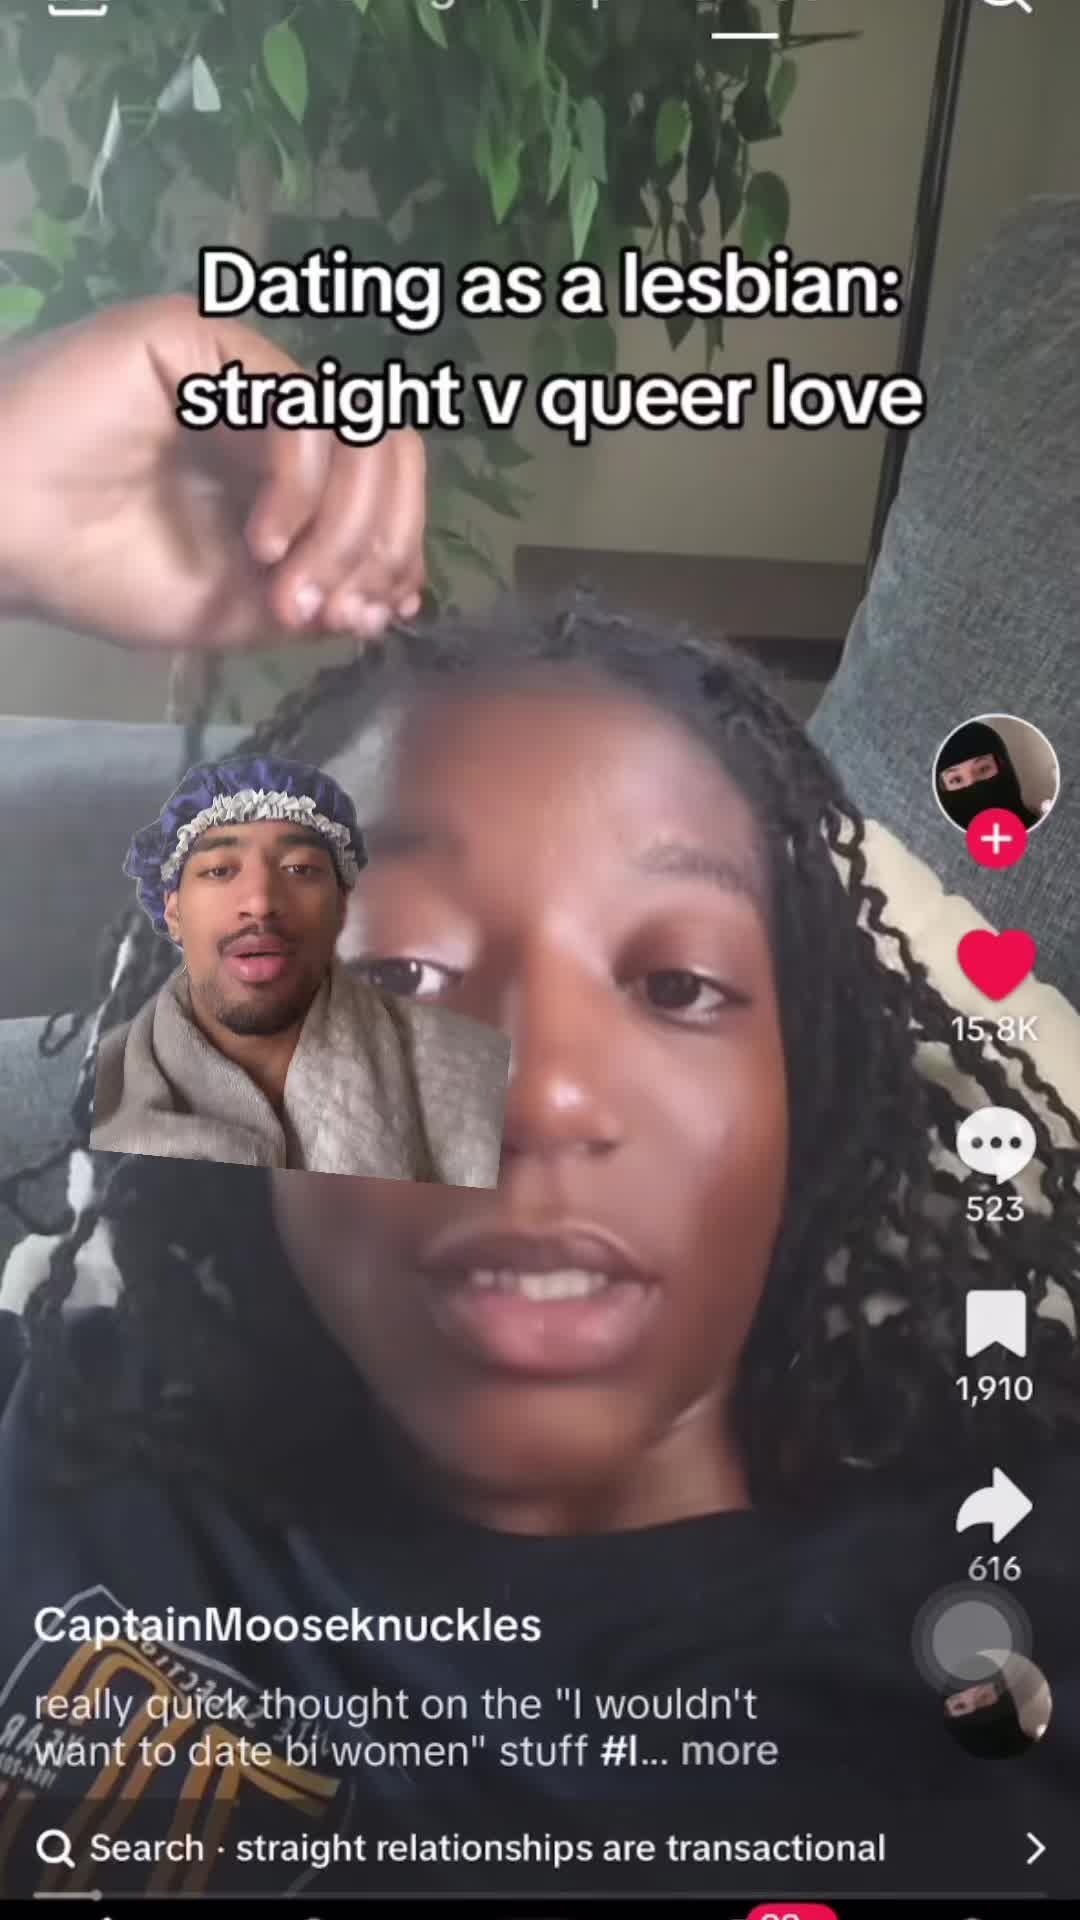 Dating as a lesbian:
straight v queer love
15.8K
523
1,910
616
CaptainMooseknuckles
really quick thought on the "I wouldn't
want to date bi women" stuff #l... more
Search · straight relationships are transactional